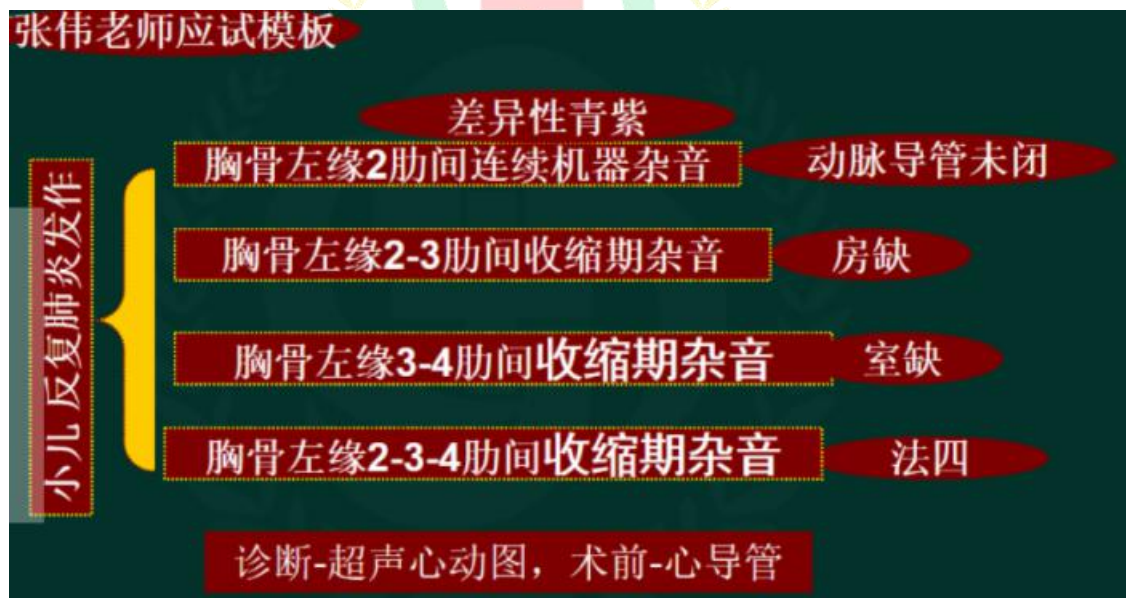 张伟老师应试模板
差异性青紫
胸骨左缘2肋间连续机器杂音
动脉导管未闭
小儿反复肺炎发作
胸骨左缘2-3肋间收缩期杂音
房缺
胸骨左缘3-4肋间收缩期杂音
室缺
胸骨左缘2-3-4肋间收缩期杂音
法四
诊断-超声心动图，术前-心导管